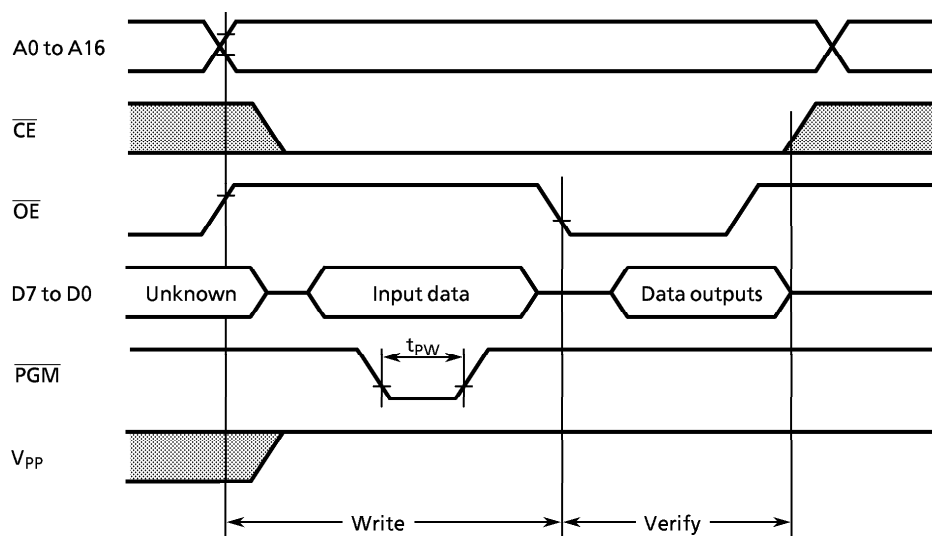 A0 to A16
CE
OE
D7 to D0 Unknown Input data Data outputs
tPW
PGM
VPP
Write Verify